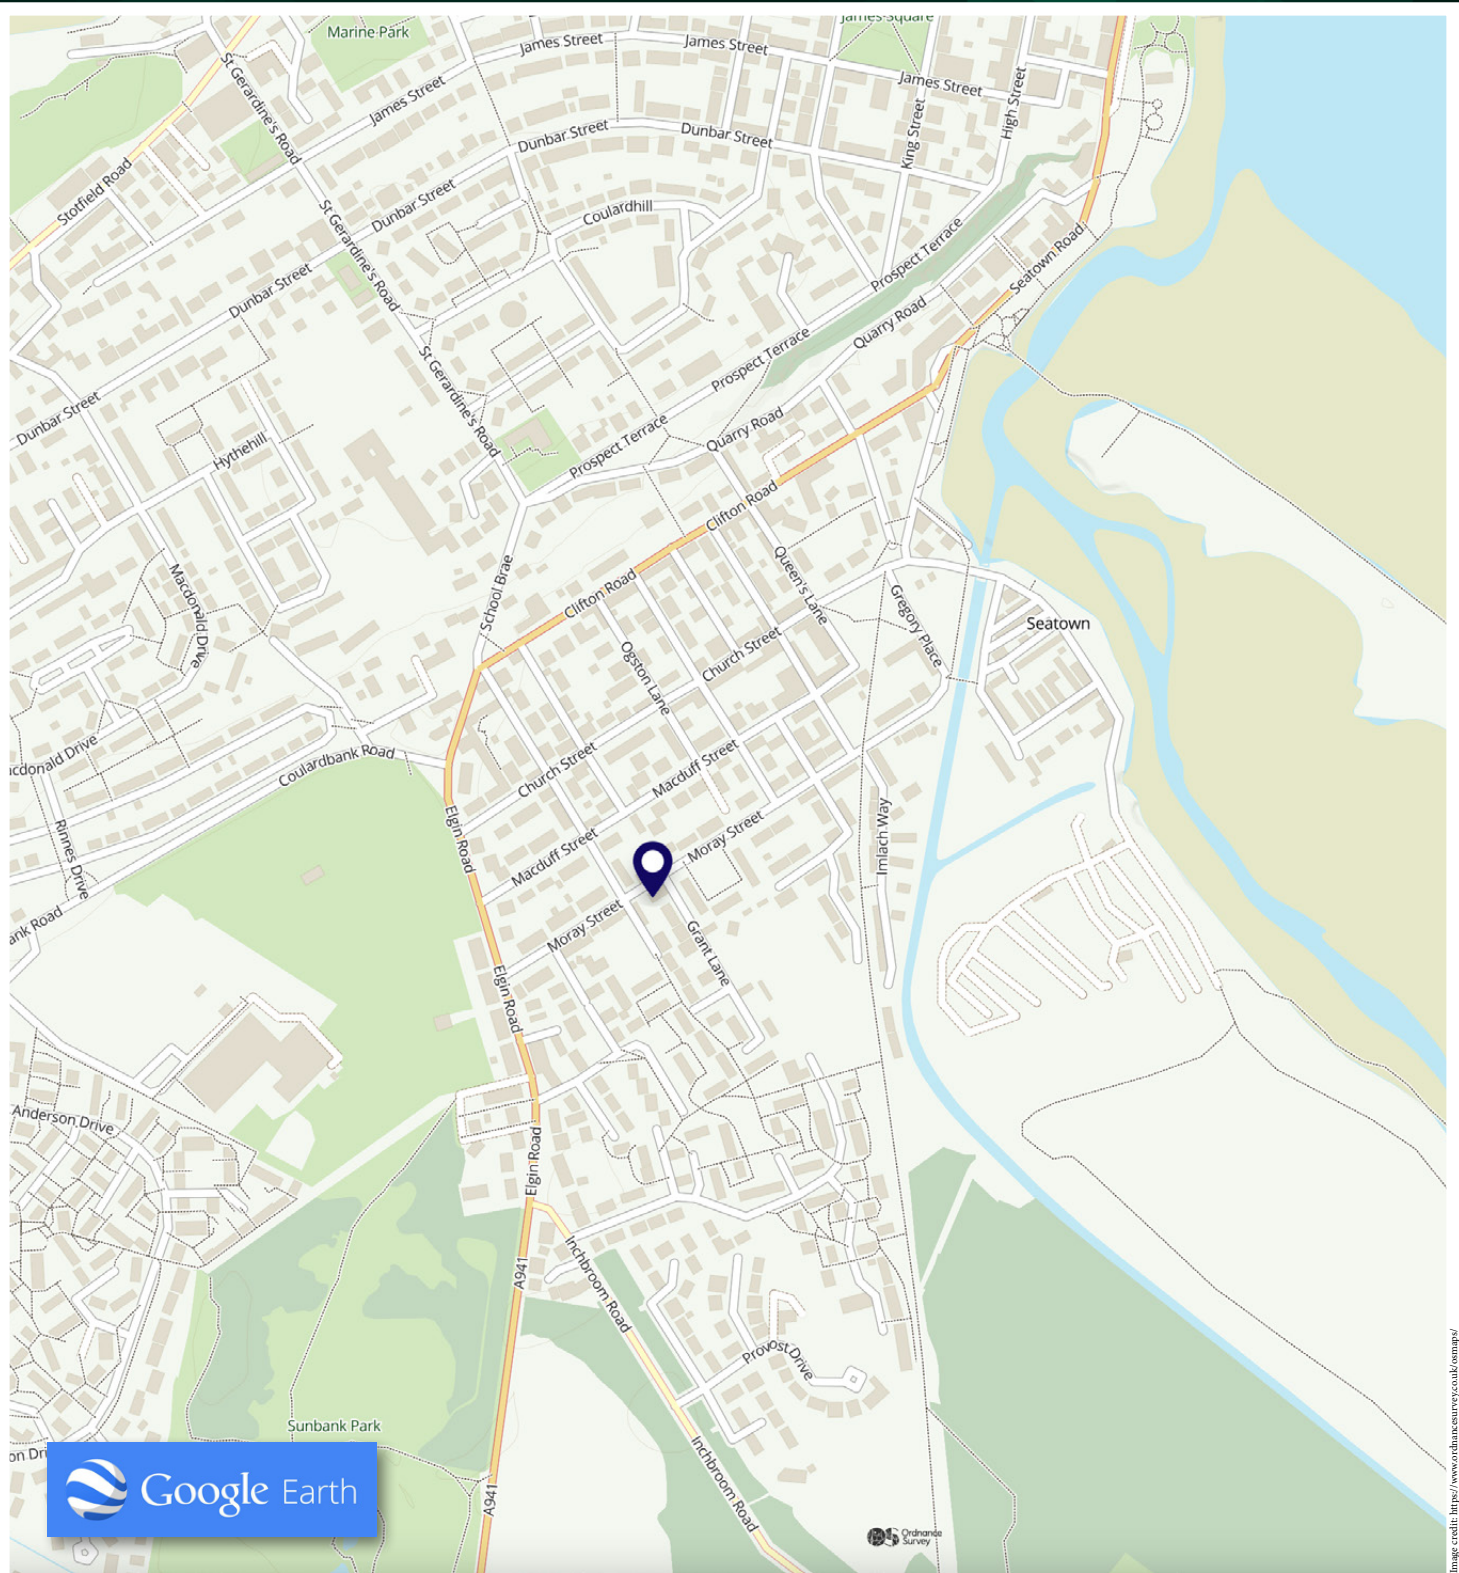 Marine Park
James Square
James Street
James Street
James Street
James Street
St Gerardine's Road
High Street
King Street
Dunbar Street
Dunbar Street
Stotfield Road
Dunbar Street
Coulardhill
St Gerardine's Road
Prospect Terrace
Seatown Road
Dunbar Street
Quarry Road
Prospect Terrace
St Gerardine's Road
Dunbar Street
Prospect Terrace
Quarry Road
Hythehill
Clifton Road
School Brae
Clifton Road
Queen's Lane
Macdonald Drive
Gregory Place
Seatown
Church Street
Ogston Lane
Macdonald Drive
Coulardbank Road
Church Street
Macduff Street
Imlach Way
Rinnes Drive
Elgin Road
Macduff Street
Moray Street
ank Road
Moray Street
Grant Lane
Elgin Road
Anderson Drive
Elgin Road
A941
Inchbroom Road
Provost Drive
Sunbank Park
on Dri
Google Earth
A941
Inchbroom Road
Ordnance
Survey
Image credit: https://www.ordnancesurvey.co.uk/osmaps/